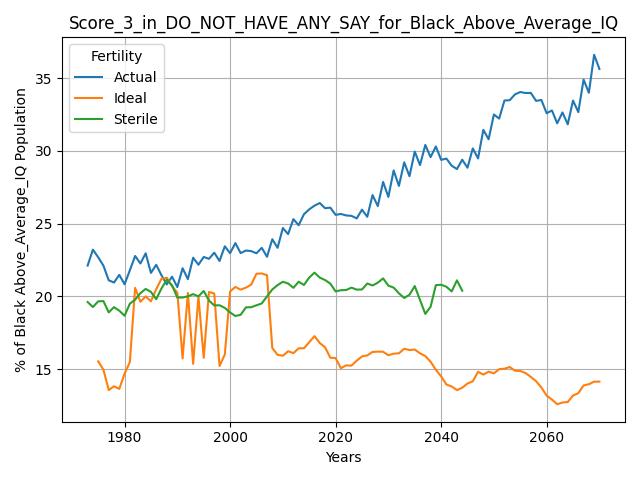 Score_3_in_DO_NOT_HAVE_ANY_SAY_for_Black_Above_Average_IQ
Fertility
Actual
Ideal
Sterile
% of Black Above_Average_IQ Population
35
30
25
20
15
1980
2000
2020
2040
2060
Years